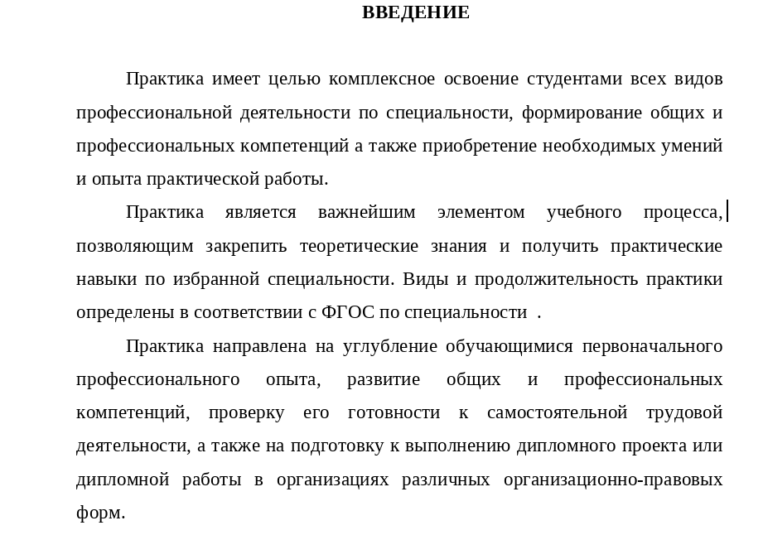 ВВЕДЕНИЕ
Практика имеет целью комплексное освоение студентами всех видов
профессиональной деятельности по специальности, формирование общих и
профессиональных компетенций а также приобретение необходимых умений
и опыта практической работы.
Практика является важнейшим элементом учебного процесса,
позволяющим закрепить теоретические знания и получить практические
навыки по избранной специальности. Виды и продолжительность практики
определены в соответствии с ФГОС по специальности .
Практика направлена на углубление обучающимися первоначального
профессионального опыта, развитие общих и профессиональных
компетенций, проверку его готовности к самостоятельной трудовой
деятельности, а также на подготовку к выполнению дипломного проекта или
дипломной работы в организациях различных организационно-правовых
форм.